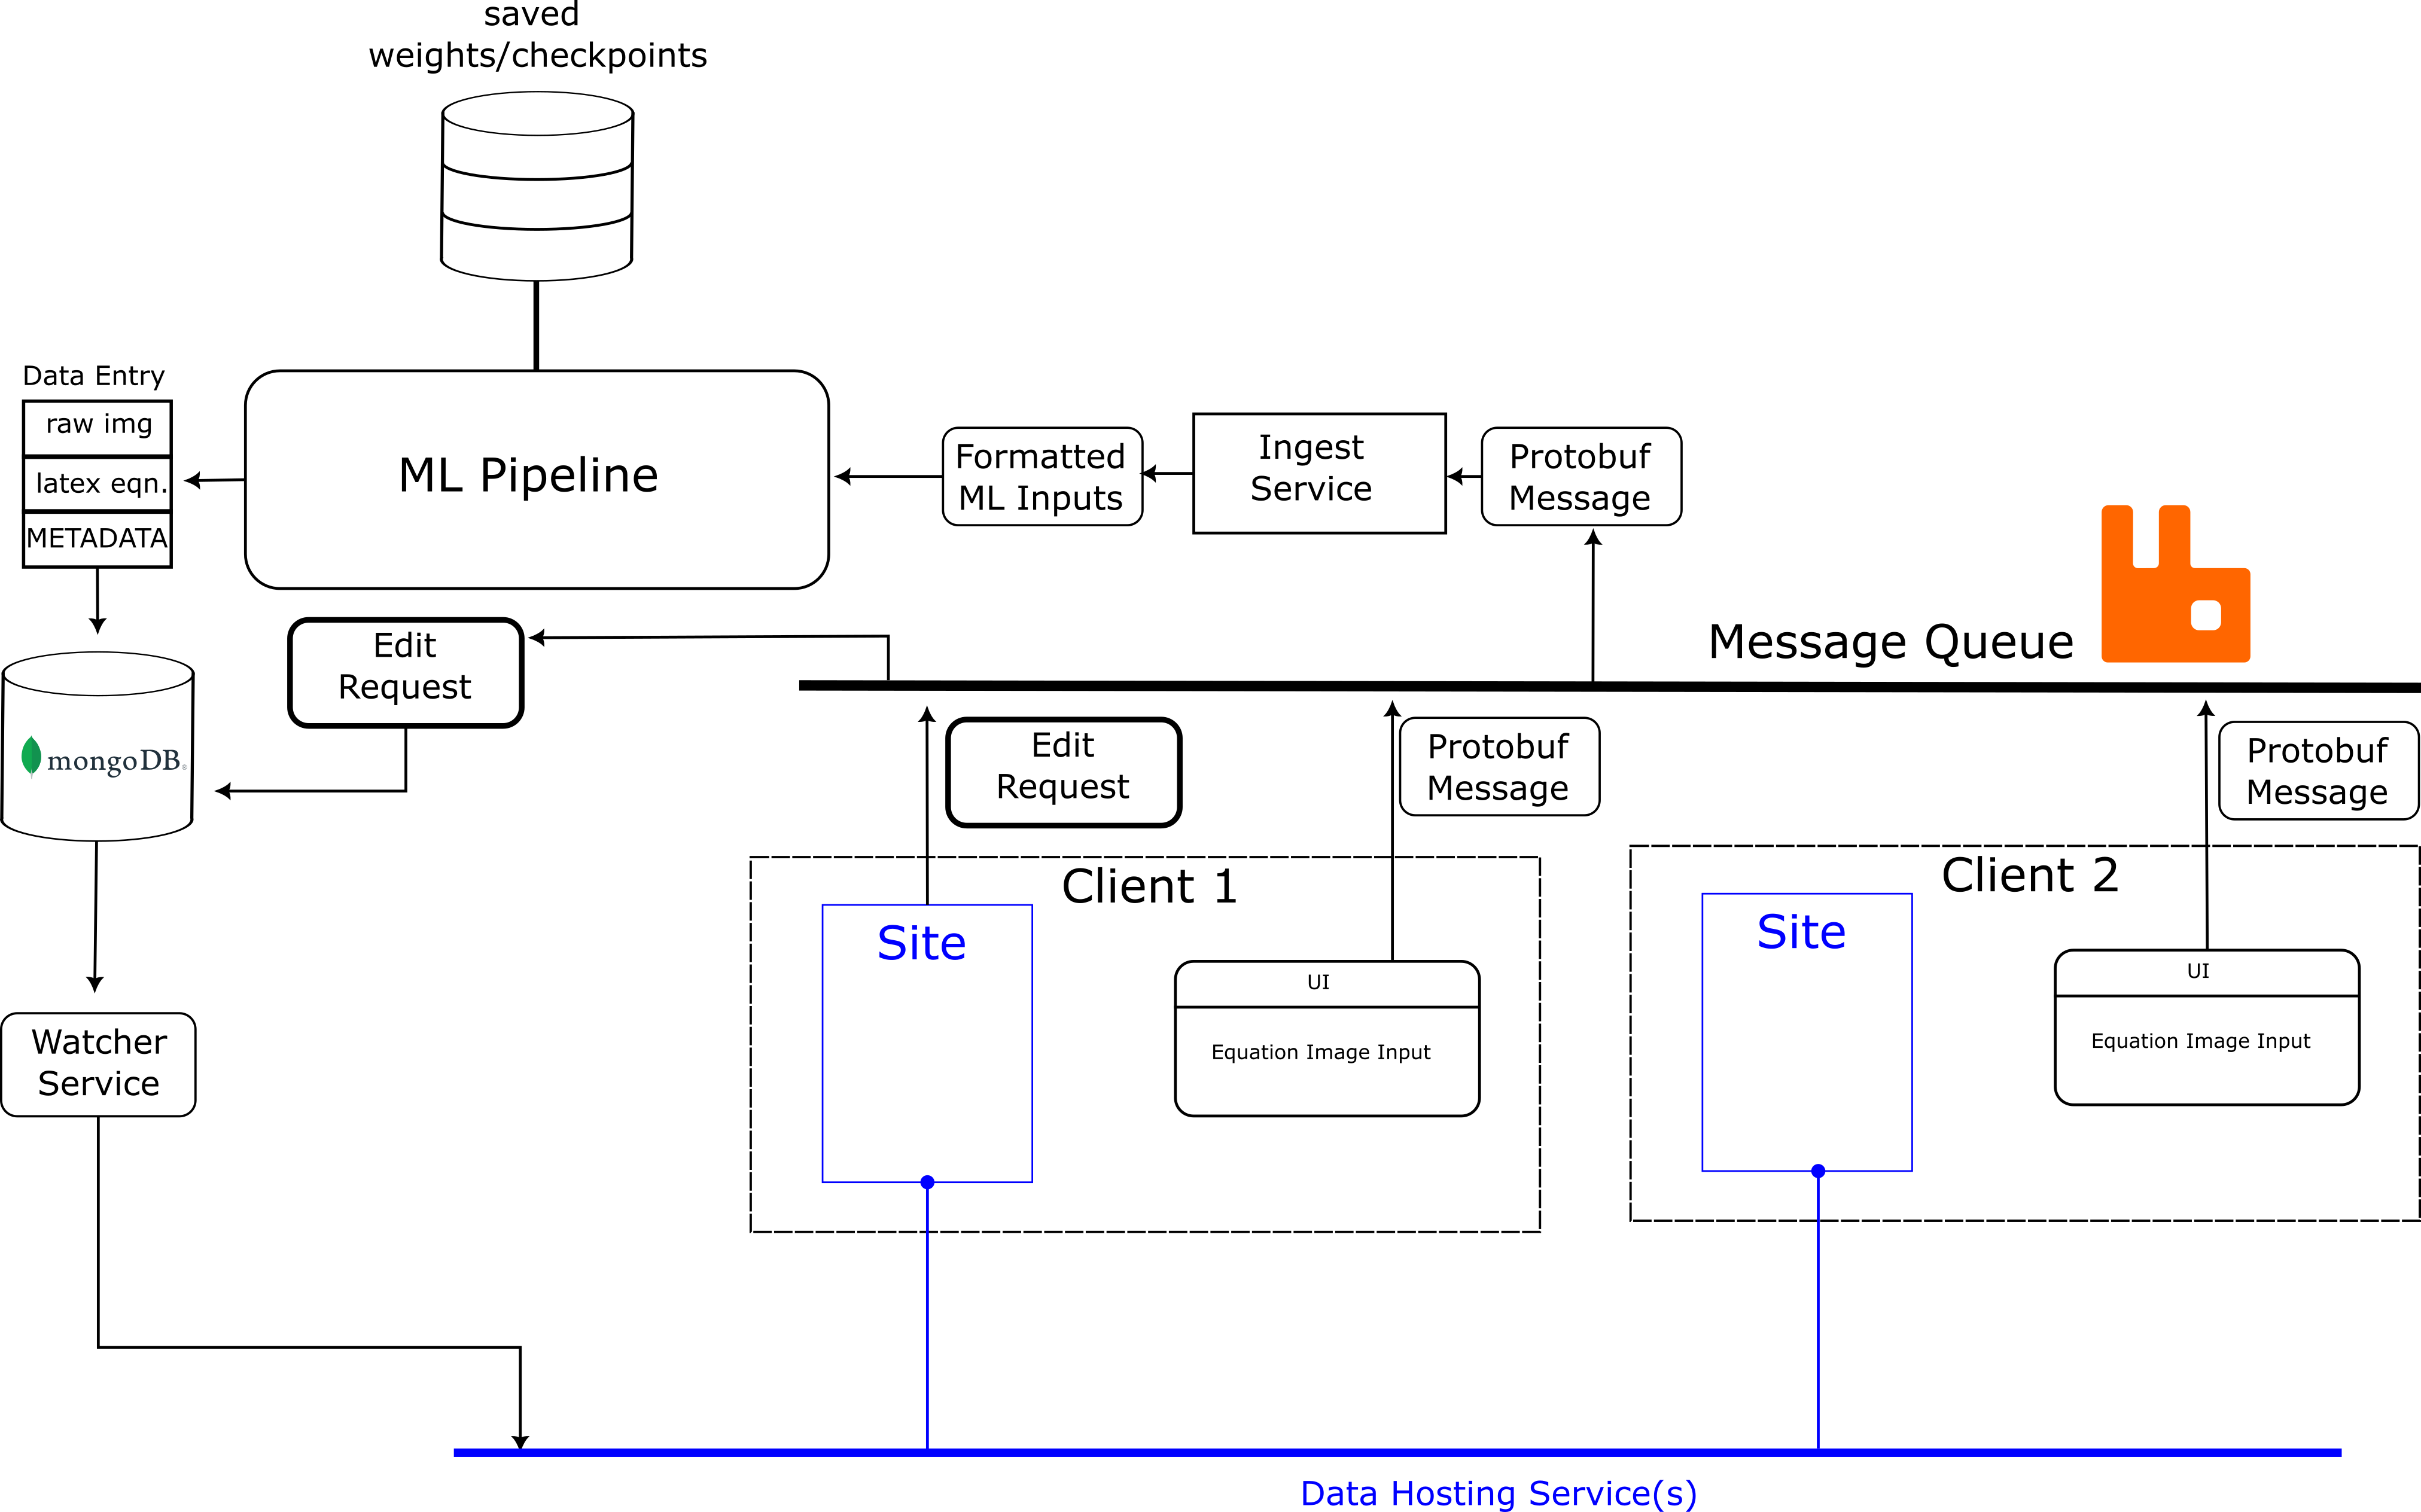 saved
weights/checkpoints
Data Entry
raw img
latex eqn.
METADATA
ML Pipeline
Formatted
ML Inputs
Ingest
Service
Protobuf
Message
Message Queue
Edit
Request
mongoDB®
Edit
Request
Protobuf
Message
Protobuf
Message
Client 1
Site
UI
Equation Image Input
Client 2
Site
UI
Equation Image Input
Watcher
Service
Data Hosting Service(s)